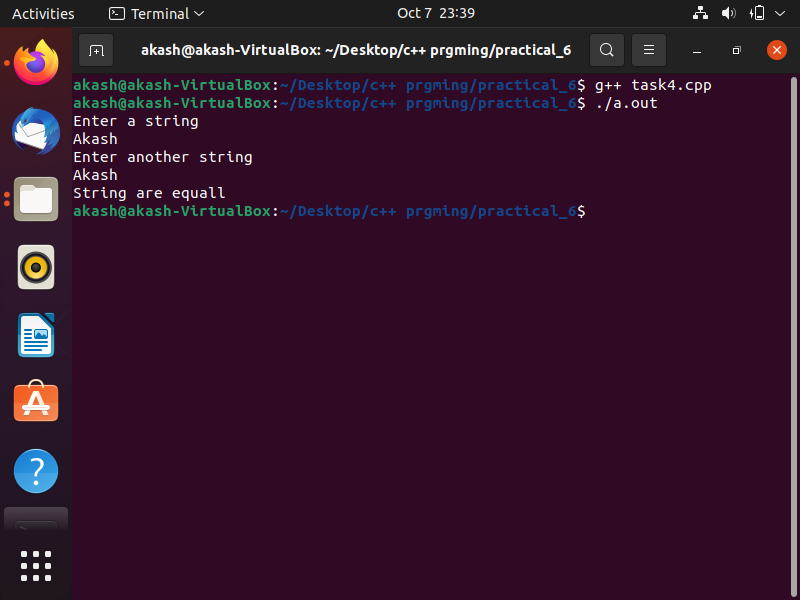 Activities Terminal Oct 7 23:39
akash@akash-VirtualBox: ~/Desktop/c++ prgming/practical_6
akash@akash-VirtualBox:~/Desktop/c++ prgming/practical_6$ g++ task4.cpp
akash@akash-VirtualBox:~/Desktop/c++ prgming/practical_6$ ./a.out
Enter a string
Akash
Enter another string
Akash
String are equall
akash@akash-VirtualBox:~/Desktop/c++ prgming/practical_6$